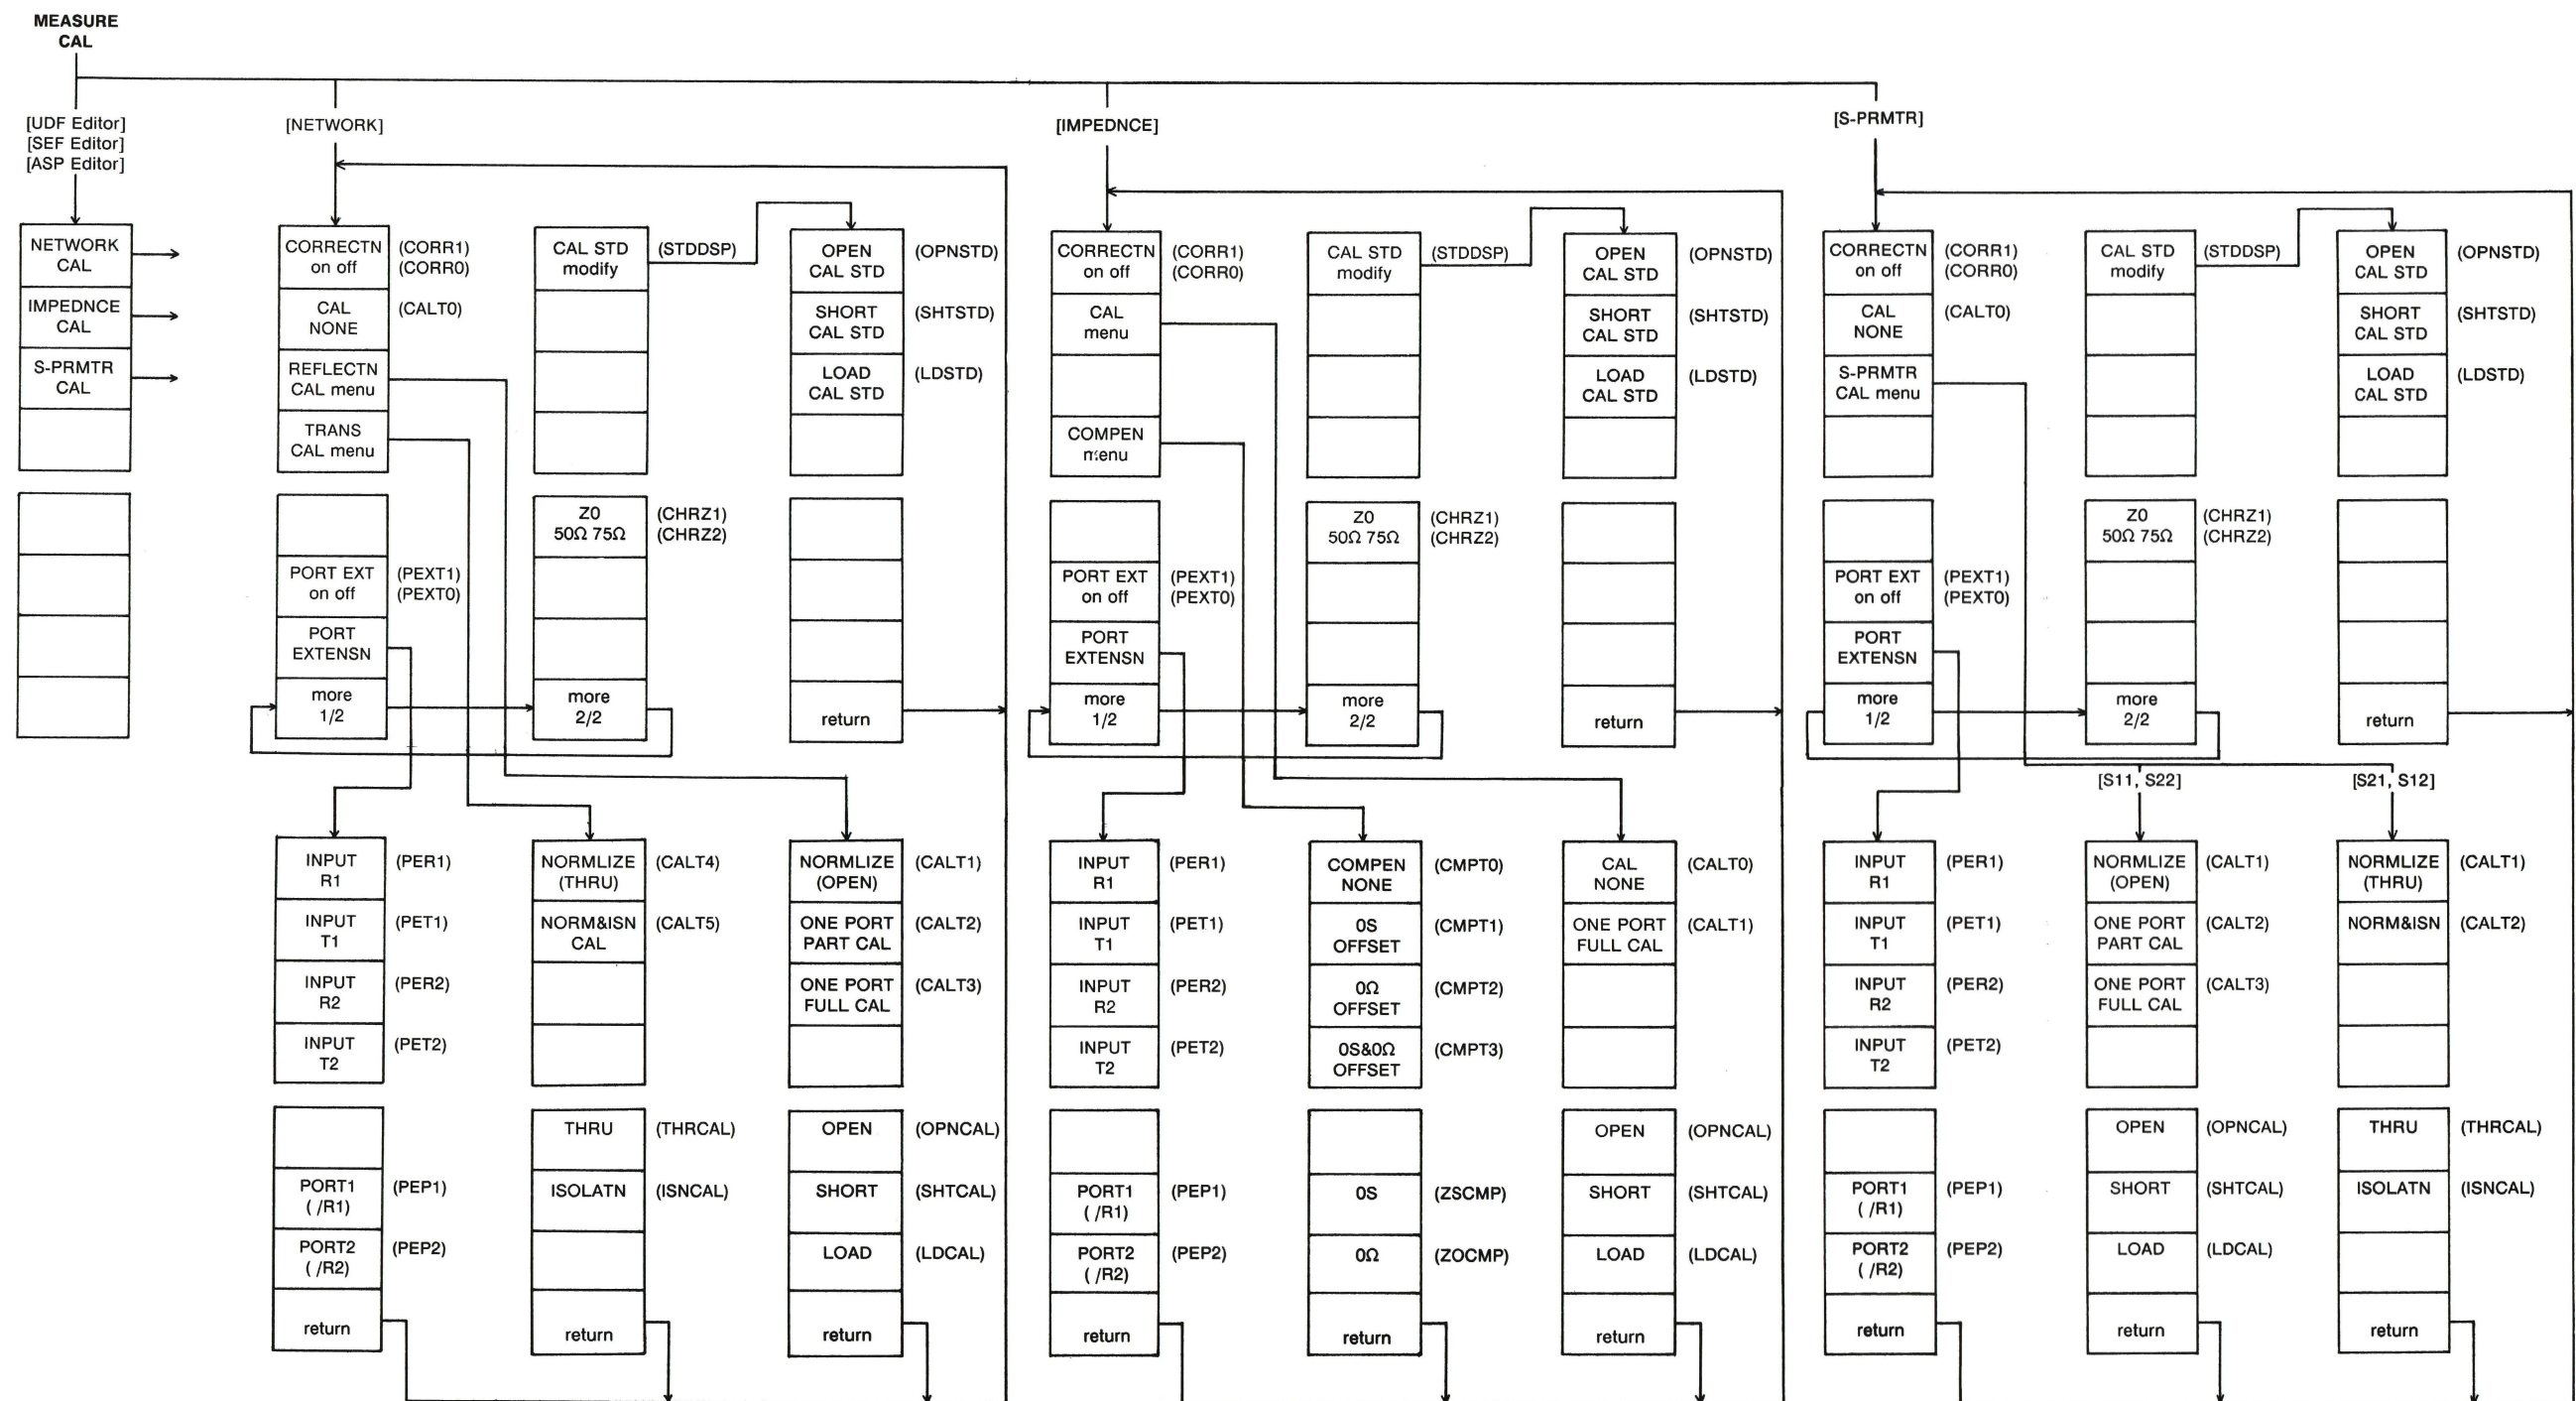 MEASURE
CAL
[UDF Editor]
[SEF Editor]
[ASP Editor]
NETWORK
CAL
IMPEDNCE
CAL
S-PRMTR
CAL
[NETWORK]
CORRECTN
on off
(CORR1)
(CORR0)
CAL
NONE
(CALT0)
REFLECTN
CAL menu
TRANS
CAL menu
PORT EXT
on off
(PEXT1)
(PEXT0)
PORT
EXTENSN
more
1/2
CAL STD
modify
(STDDSP)
Z0
50Ω 75Ω
(CHRZ1)
(CHRZ2)
more
2/2
OPEN
CAL STD
(OPNSTD)
SHORT
CAL STD
(SHTSTD)
LOAD
CAL STD
(LDSTD)
return
INPUT
R1
(PER1)
INPUT
T1
(PET1)
INPUT
R2
(PER2)
INPUT
T2
(PET2)
PORT1
( /R1)
(PEP1)
PORT2
( /R2)
(PEP2)
return
NORMLIZE
(THRU)
(CALT4)
NORM&ISN
CAL
(CALT5)
THRU
(THRCAL)
ISOLATN
(ISNCAL)
return
NORMLIZE
(OPEN)
(CALT1)
ONE PORT
PART CAL
(CALT2)
ONE PORT
FULL CAL
(CALT3)
OPEN
(OPNCAL)
SHORT
(SHTCAL)
LOAD
(LDCAL)
return
[IMPEDNCE]
CORRECTN
on off
(CORR1)
(CORR0)
CAL
menu
COMPEN
menu
PORT EXT
on off
(PEXT1)
(PEXT0)
PORT
EXTENSN
more
1/2
CAL STD
modify
(STDDSP)
Z0
50Ω 75Ω
(CHRZ1)
(CHRZ2)
more
2/2
OPEN
CAL STD
(OPNSTD)
SHORT
CAL STD
(SHTSTD)
LOAD
CAL STD
(LDSTD)
return
INPUT
R1
(PER1)
INPUT
T1
(PET1)
INPUT
R2
(PER2)
INPUT
T2
(PET2)
PORT1
( /R1)
(PEP1)
PORT2
( /R2)
(PEP2)
return
COMPEN
NONE
(CMPT0)
0S
OFFSET
(CMPT1)
0Ω
OFFSET
(CMPT2)
0S&0Ω
OFFSET
(CMPT3)
0S
(ZSCMP)
0Ω
(ZOCMP)
return
CAL
NONE
(CALT0)
ONE PORT
FULL CAL
(CALT1)
OPEN
(OPNCAL)
SHORT
(SHTCAL)
LOAD
(LDCAL)
return
[S-PRMTR]
CORRECTN
on off
(CORR1)
(CORR0)
CAL
NONE
(CALT0)
S-PRMTR
CAL menu
PORT EXT
on off
(PEXT1)
(PEXT0)
PORT
EXTENSN
more
1/2
CAL STD
modify
(STDDSP)
Z0
50Ω 75Ω
(CHRZ1)
(CHRZ2)
more
2/2
OPEN
CAL STD
(OPNSTD)
SHORT
CAL STD
(SHTSTD)
LOAD
CAL STD
(LDSTD)
return
INPUT
R1
(PER1)
INPUT
T1
(PET1)
INPUT
R2
(PER2)
INPUT
T2
(PET2)
PORT1
( /R1)
(PEP1)
PORT2
( /R2)
(PEP2)
return
[S11, S22]
NORMLIZE
(OPEN)
(CALT1)
ONE PORT
PART CAL
(CALT2)
ONE PORT
FULL CAL
(CALT3)
OPEN
(OPNCAL)
SHORT
(SHTCAL)
LOAD
(LDCAL)
return
[S21, S12]
NORMLIZE
(THRU)
(CALT1)
NORM&ISN
(CALT2)
THRU
(THRCAL)
ISOLATN
(ISNCAL)
return